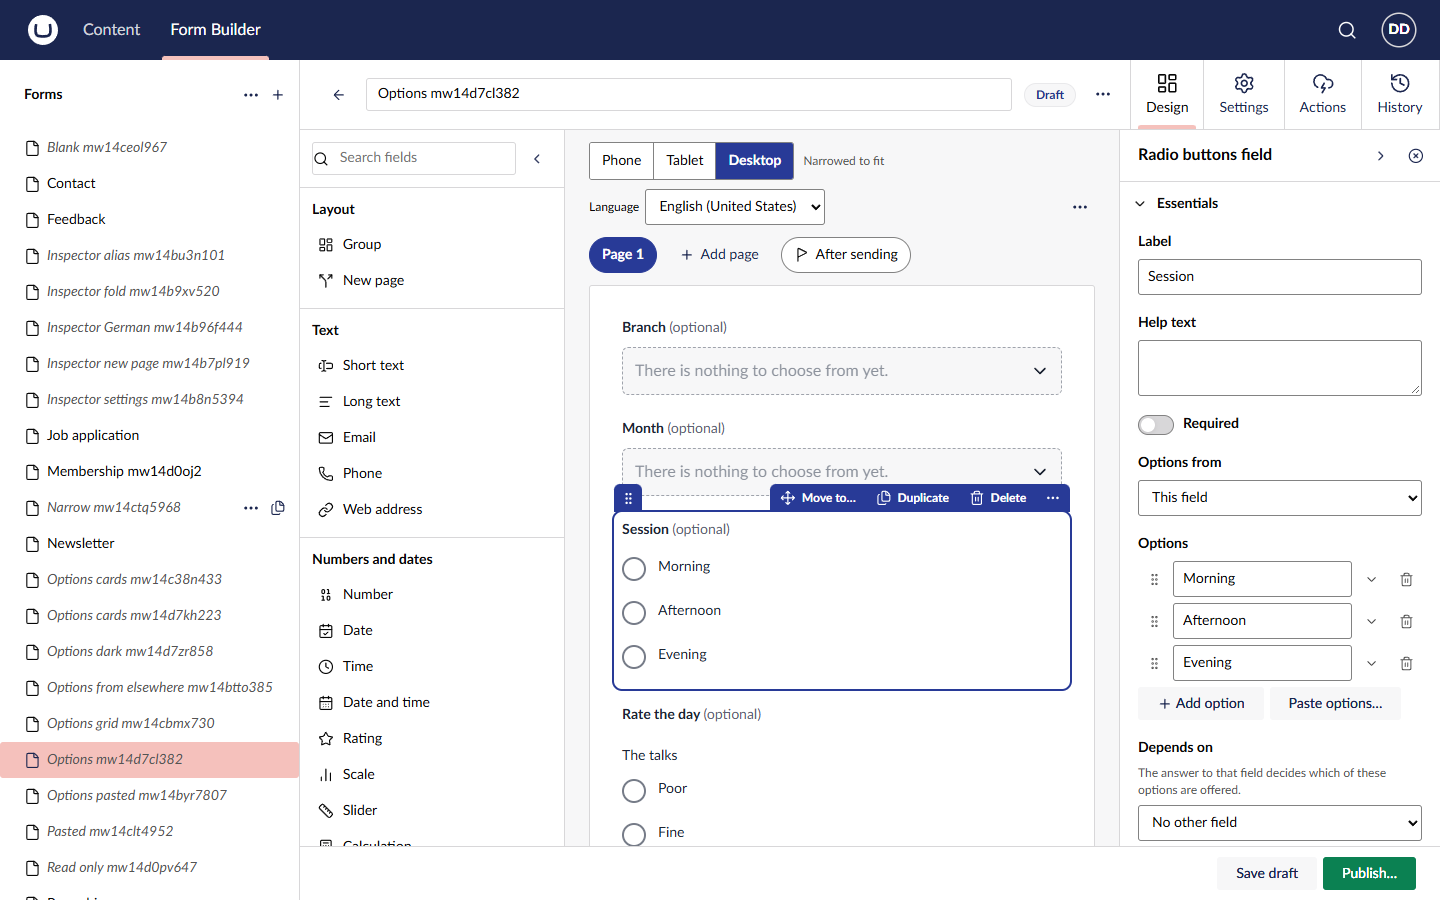 Content
Form Builder
DD
Forms
Blank mw14ceol967
Contact
Feedback
Inspector alias mw14bu3n101
Inspector fold mw14b9xv520
Inspector German mw14b96f444
Inspector new page mw14b7pl919
Inspector settings mw14b8n5394
Job application
Membership mw14d0oj2
Narrow mw14ctq5968
Newsletter
Options cards mw14c38n433
Options cards mw14d7kh223
Options dark mw14d7zr858
Options from elsewhere mw14btto385
Options grid mw14cbmx730
Options mw14d7cl382
Options pasted mw14byr7807
Pasted mw14clt4952
Read only mw14d0pv647
Options mw14d7cl382
Draft
Design
Settings
Actions
History
Search fields
Layout
Group
New page
Text
Short text
Long text
Email
Phone
Web address
Numbers and dates
Number
Date
Time
Date and time
Rating
Scale
Slider
Calculation
Phone
Tablet
Desktop
Narrowed to fit
Language
English (United States)
Page 1
Add page
After sending
Branch (optional)
There is nothing to choose from yet.
Month (optional)
There is nothing to choose from yet.
Move to...
Duplicate
Delete
Session (optional)
Morning
Afternoon
Evening
Rate the day (optional)
The talks
Poor
Fine
Radio buttons field
Essentials
Label
Session
Help text
Required
Options from
This field
Options
Morning
Afternoon
Evening
Add option
Paste options...
Depends on
The answer to that field decides which of these
options are offered.
No other field
Save draft
Publish...